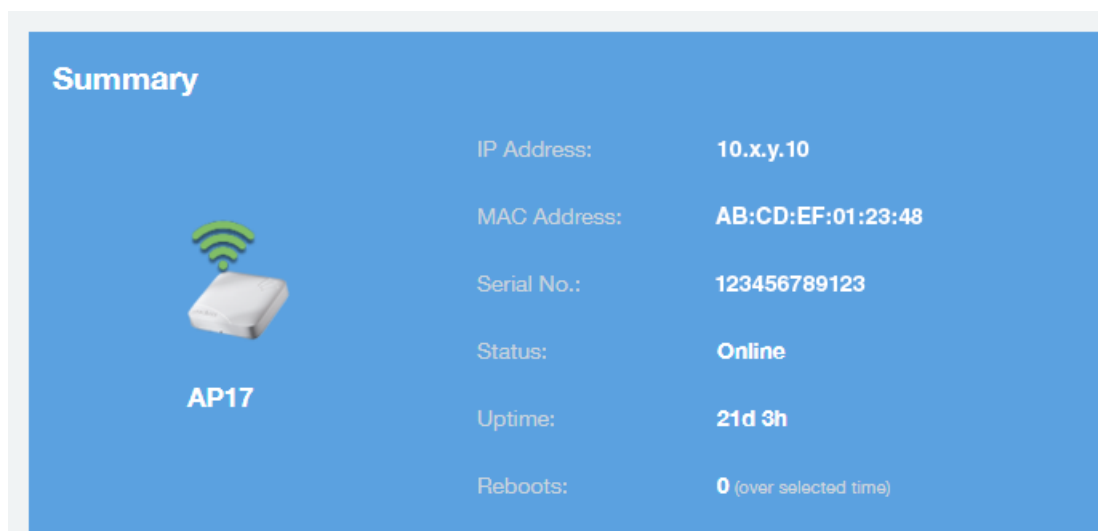 Summary
IP Address: 10.x.y.10
MAC Address: AB:CD:EF:01:23:48
Serial No.: 123456789123
Status: Online
AP17
Uptime: 21d 3h
Reboots: 0 (over selected time)